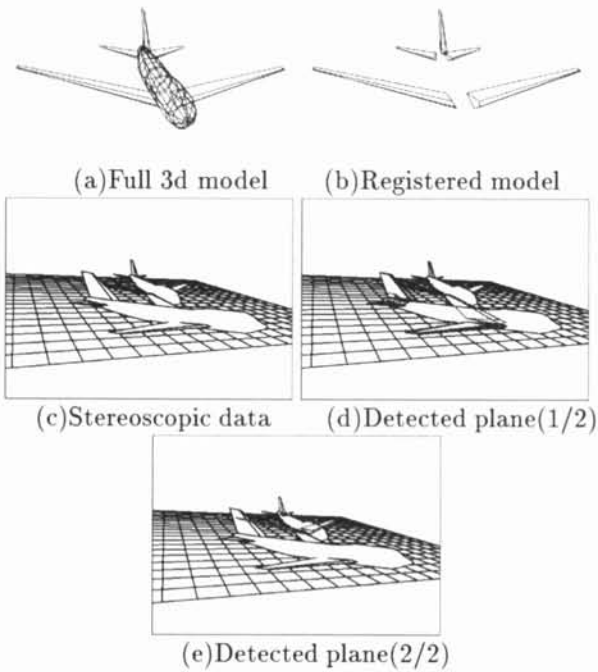 (a)Full 3d model
(b)Registered model
(c)Stereoscopic data
(d)Detected plane(1/2)
(e)Detected plane(2/2)